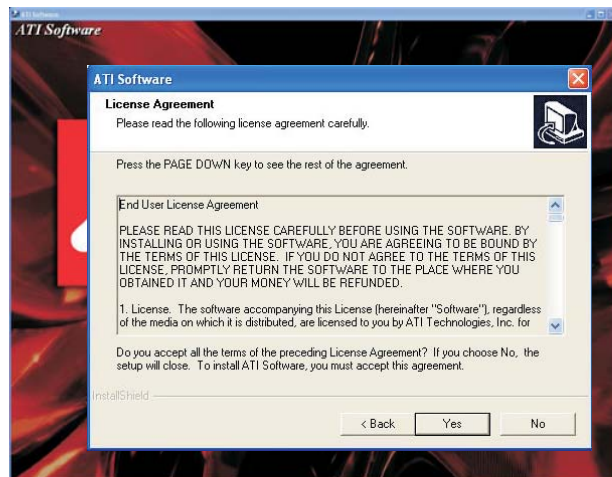 ATI Software
ATI Software
ATI Software
License Agreement
Please read the following license agreement carefully.
Press the PAGE DOWN key to see the rest of the agreement.
End User License Agreement
PLEASE READ THIS LICENSE CAREFULLY BEFORE USING THE SOFTWARE. BY
INSTALLING OR USING THE SOFTWARE, YOU ARE AGREEING TO BE BOUND BY
THE TERMS OF THIS LICENSE. IF YOU DO NOT AGREE TO THE TERMS OF THIS
LICENSE, PROMPTLY RETURN THE SOFTWARE TO THE PLACE WHERE YOU
OBTAINED IT AND YOUR MONEY WILL BE REFUNDED.
1. License. The software accompanying this License (hereinafter "Software"), regardless
of the media on which it is distributed, are licensed to you by ATI Technologies, Inc. for
Do you accept all the terms of the preceding License Agreement? If you choose No, the
setup will close. To install ATI Software, you must accept this agreement.
InstallShield
< Back Yes No